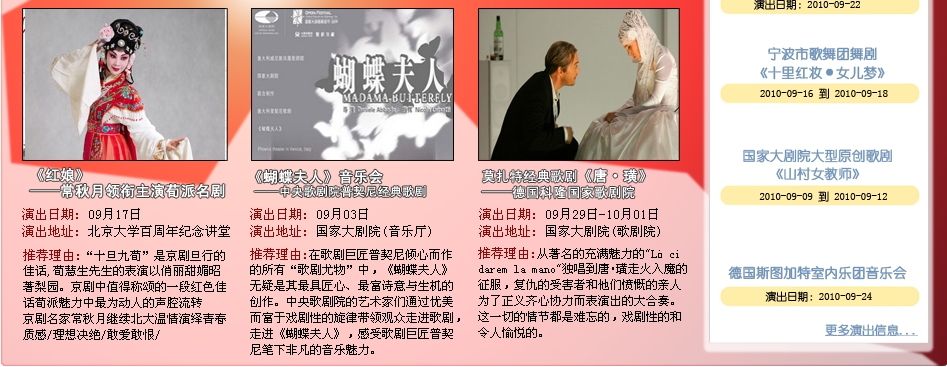 蝴蝶夫人
MADAMA BUTTERFLY
《红娘》
——常秋月领衔主演荀派名剧
演出日期：09月17日
演出地址：北京大学百周年纪念讲堂
推荐理由：“十旦九荀”是京剧旦行的
佳话，荀慧生先生的表演以俏丽甜媚昭
著梨园。京剧中值得称颂的一段红色佳
话荀派魅力中最为动人的声腔流转
京剧名家常秋月继续北大温情演绎青春
质感/理想决绝/敢爱敢恨/
《蝴蝶夫人》音乐会
——中央歌剧院普契尼经典歌剧
演出日期：09月03日
演出地址：国家大剧院(音乐厅)
推荐理由：在歌剧巨匠普契尼倾心而作
的所有“歌剧尤物”中，《蝴蝶夫人》
无疑是其最具匠心、最富诗意与生机的
创作。中央歌剧院的艺术家们通过优美
而富于戏剧性的旋律带领观众走进歌剧，
走进《蝴蝶夫人》，感受歌剧巨匠普契
尼笔下非凡的音乐魅力。
莫扎特经典歌剧《唐·璜》
——德国科隆国家歌剧院
演出日期：09月29日-10月01日
演出地址：国家大剧院(歌剧院)
推荐理由：从著名的充满魅力的“Là ci
darem la mano”独唱到唐·璜走火入魔的
征服，复仇的受害者和他们愤慨的亲人
为了正义齐心协力而表演出的大合奏。
这一切的情节都是难忘的，戏剧性的和
令人愉悦的。
演出日期：2010-09-22
宁波市歌舞团舞剧
《十里红妆●女儿梦》
2010-09-16 到 2010-09-18
国家大剧院大型原创歌剧
《山村女教师》
2010-09-09 到 2010-09-12
德国斯图加特室内乐团音乐会
演出日期：2010-09-24
更多演出信息...